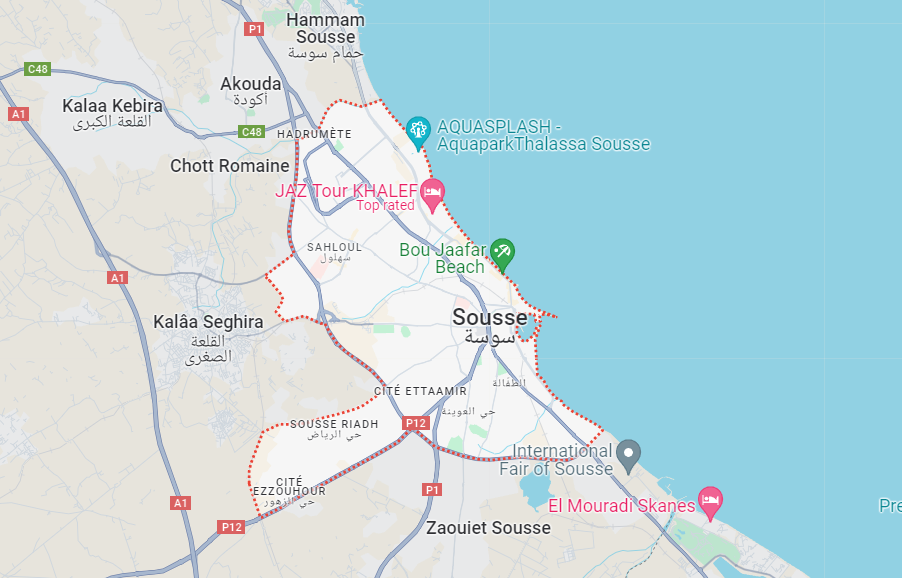 Hammam
Sousse
حمام سوسة
P1
C48
Akouda
أكودة
Kalaa Kebira
القلعة الكبرى
A1
C48
HADRUMÈTE
AQUASPLASH -
AquaparkThalassa Sousse
Chott Romaine
JAZ Tour KHALEF
Top rated
SAHLOUL
سهلول
Bou Jaafar
Beach
A1
Kalâa Seghira
القلعة
الصغرى
Sousse
سوسة
CITÉ ETTAAMIR
الطفالة
حي العوينة
SOUSSE RIADH
حي الرياض
P12
International
Fair of Sousse
CITÉ
EZZOUHOUR
حي الزهور
P1
A1
El Mouradi Skanes
Pre
P12
Zaouiet Sousse